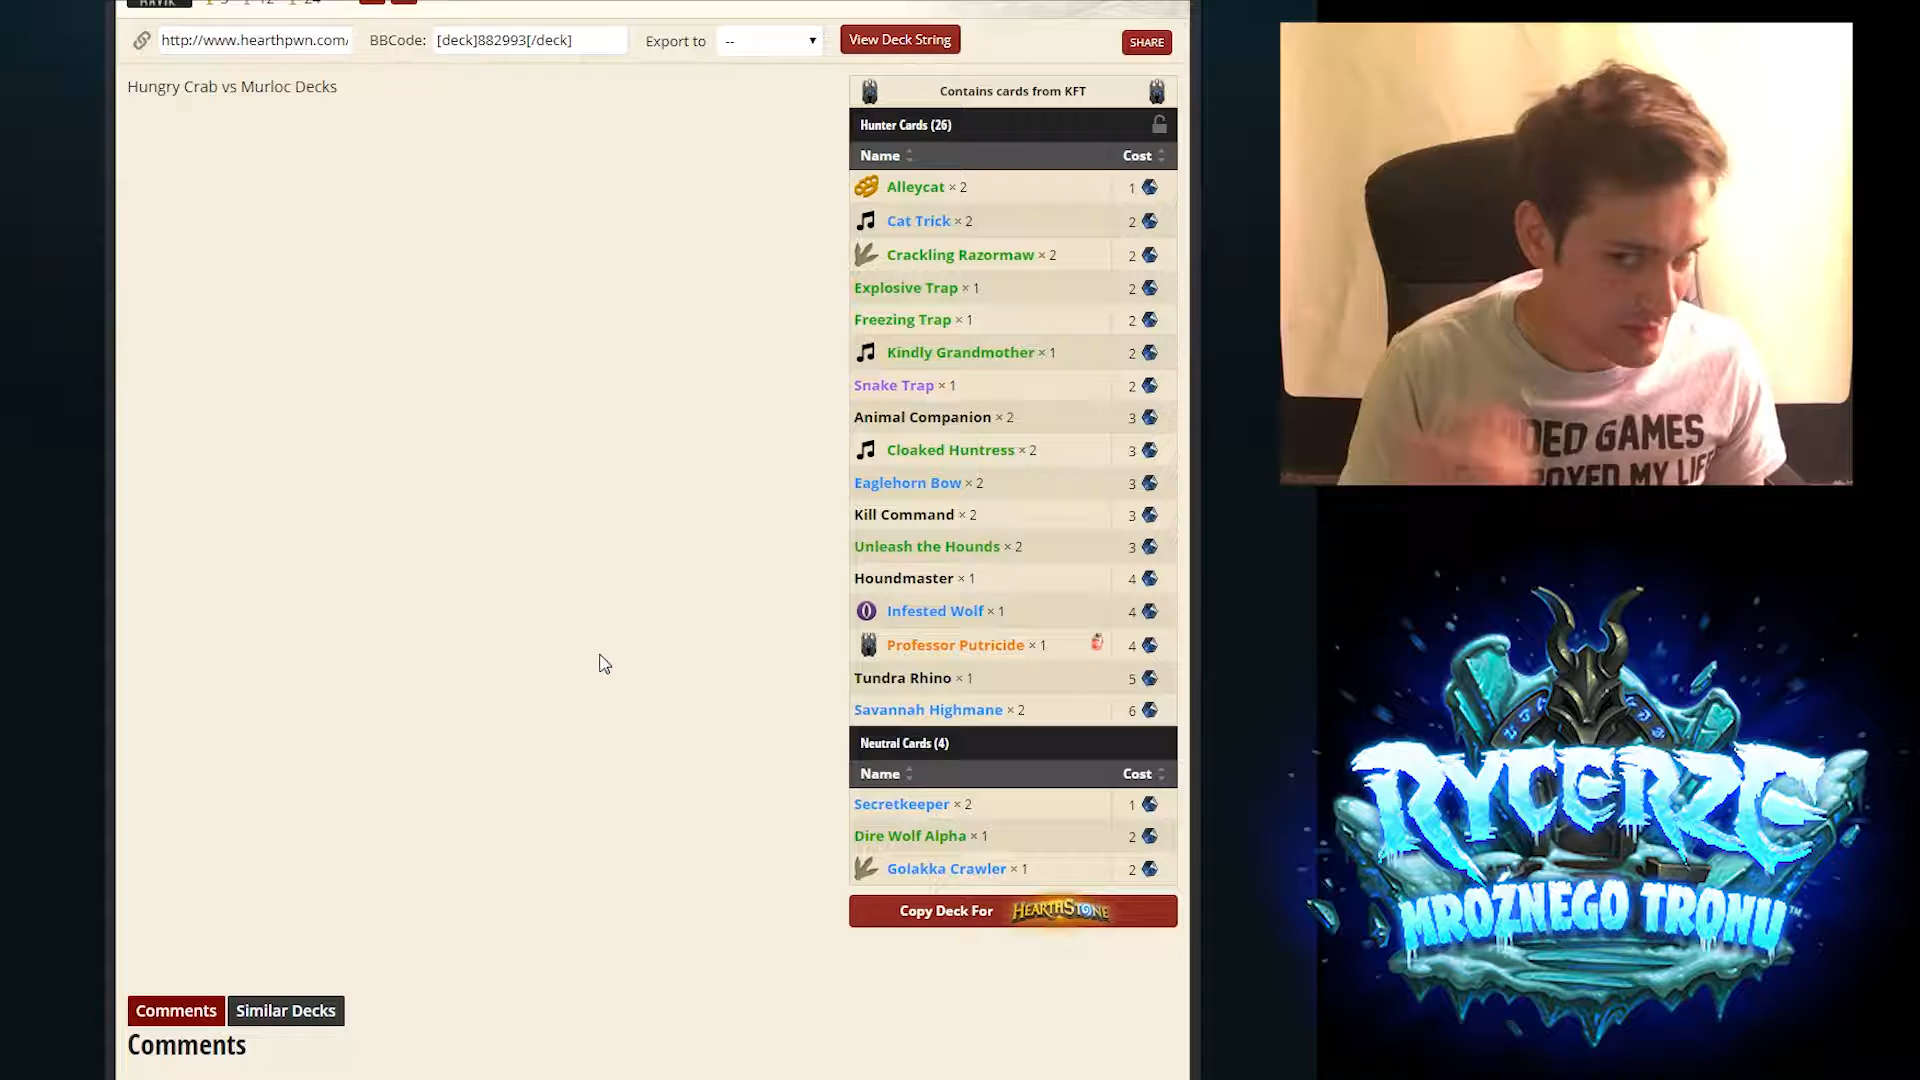 http://www.hearthpwn.com/ BBCode: [deck]882993[/deck] Export to -- View Deck String SHARE
Hungry Crab vs Murloc Decks
Contains cards from KFT
Hunter Cards (26)
Name Cost
Alleycat × 2 1
Cat Trick × 2 2
Crackling Razormaw × 2 2
Explosive Trap × 1 2
Freezing Trap × 1 2
Kindly Grandmother × 1 2
Snake Trap × 1 2
Animal Companion × 2 3
Cloaked Huntress × 2 3
Eaglehorn Bow × 2 3
Kill Command × 2 3
Unleash the Hounds × 2 3
Houndmaster × 1 4
Infested Wolf × 1 4
Professor Putricide × 1 4
Tundra Rhino × 1 5
Savannah Highmane × 2 6
Neutral Cards (4)
Name Cost
Secretkeeper × 2 1
Dire Wolf Alpha × 1 2
Golakka Crawler × 1 2
Copy Deck For HEARTHSTONE
Comments Similar Decks
Comments
GAMES
MY
RYCERZE
MROŹNEGO TRONU™